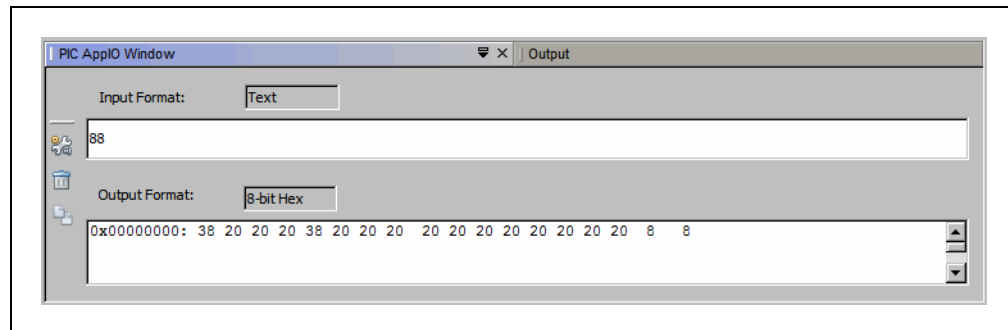 PIC AppIO Window Output
Input Format: Text
88
Output Format: 8-bit Hex
0x00000000: 38 20 20 20 38 20 20 20 20 20 20 20 20 20 20 20 8 8